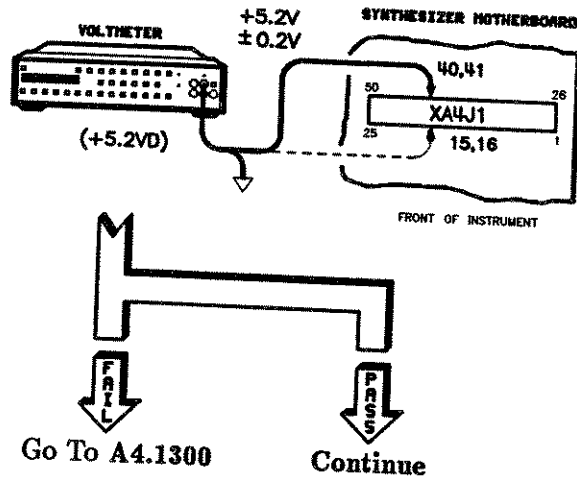 VOLTMETER
(+5.2VD)
+5.2V
±0.2V
SYNTHESIZER MOTHERBOARD
40,41
50
26
XA4J1
25
1
15,16
FRONT OF INSTRUMENT
FAIL
PASS
Go To A4.1300
Continue